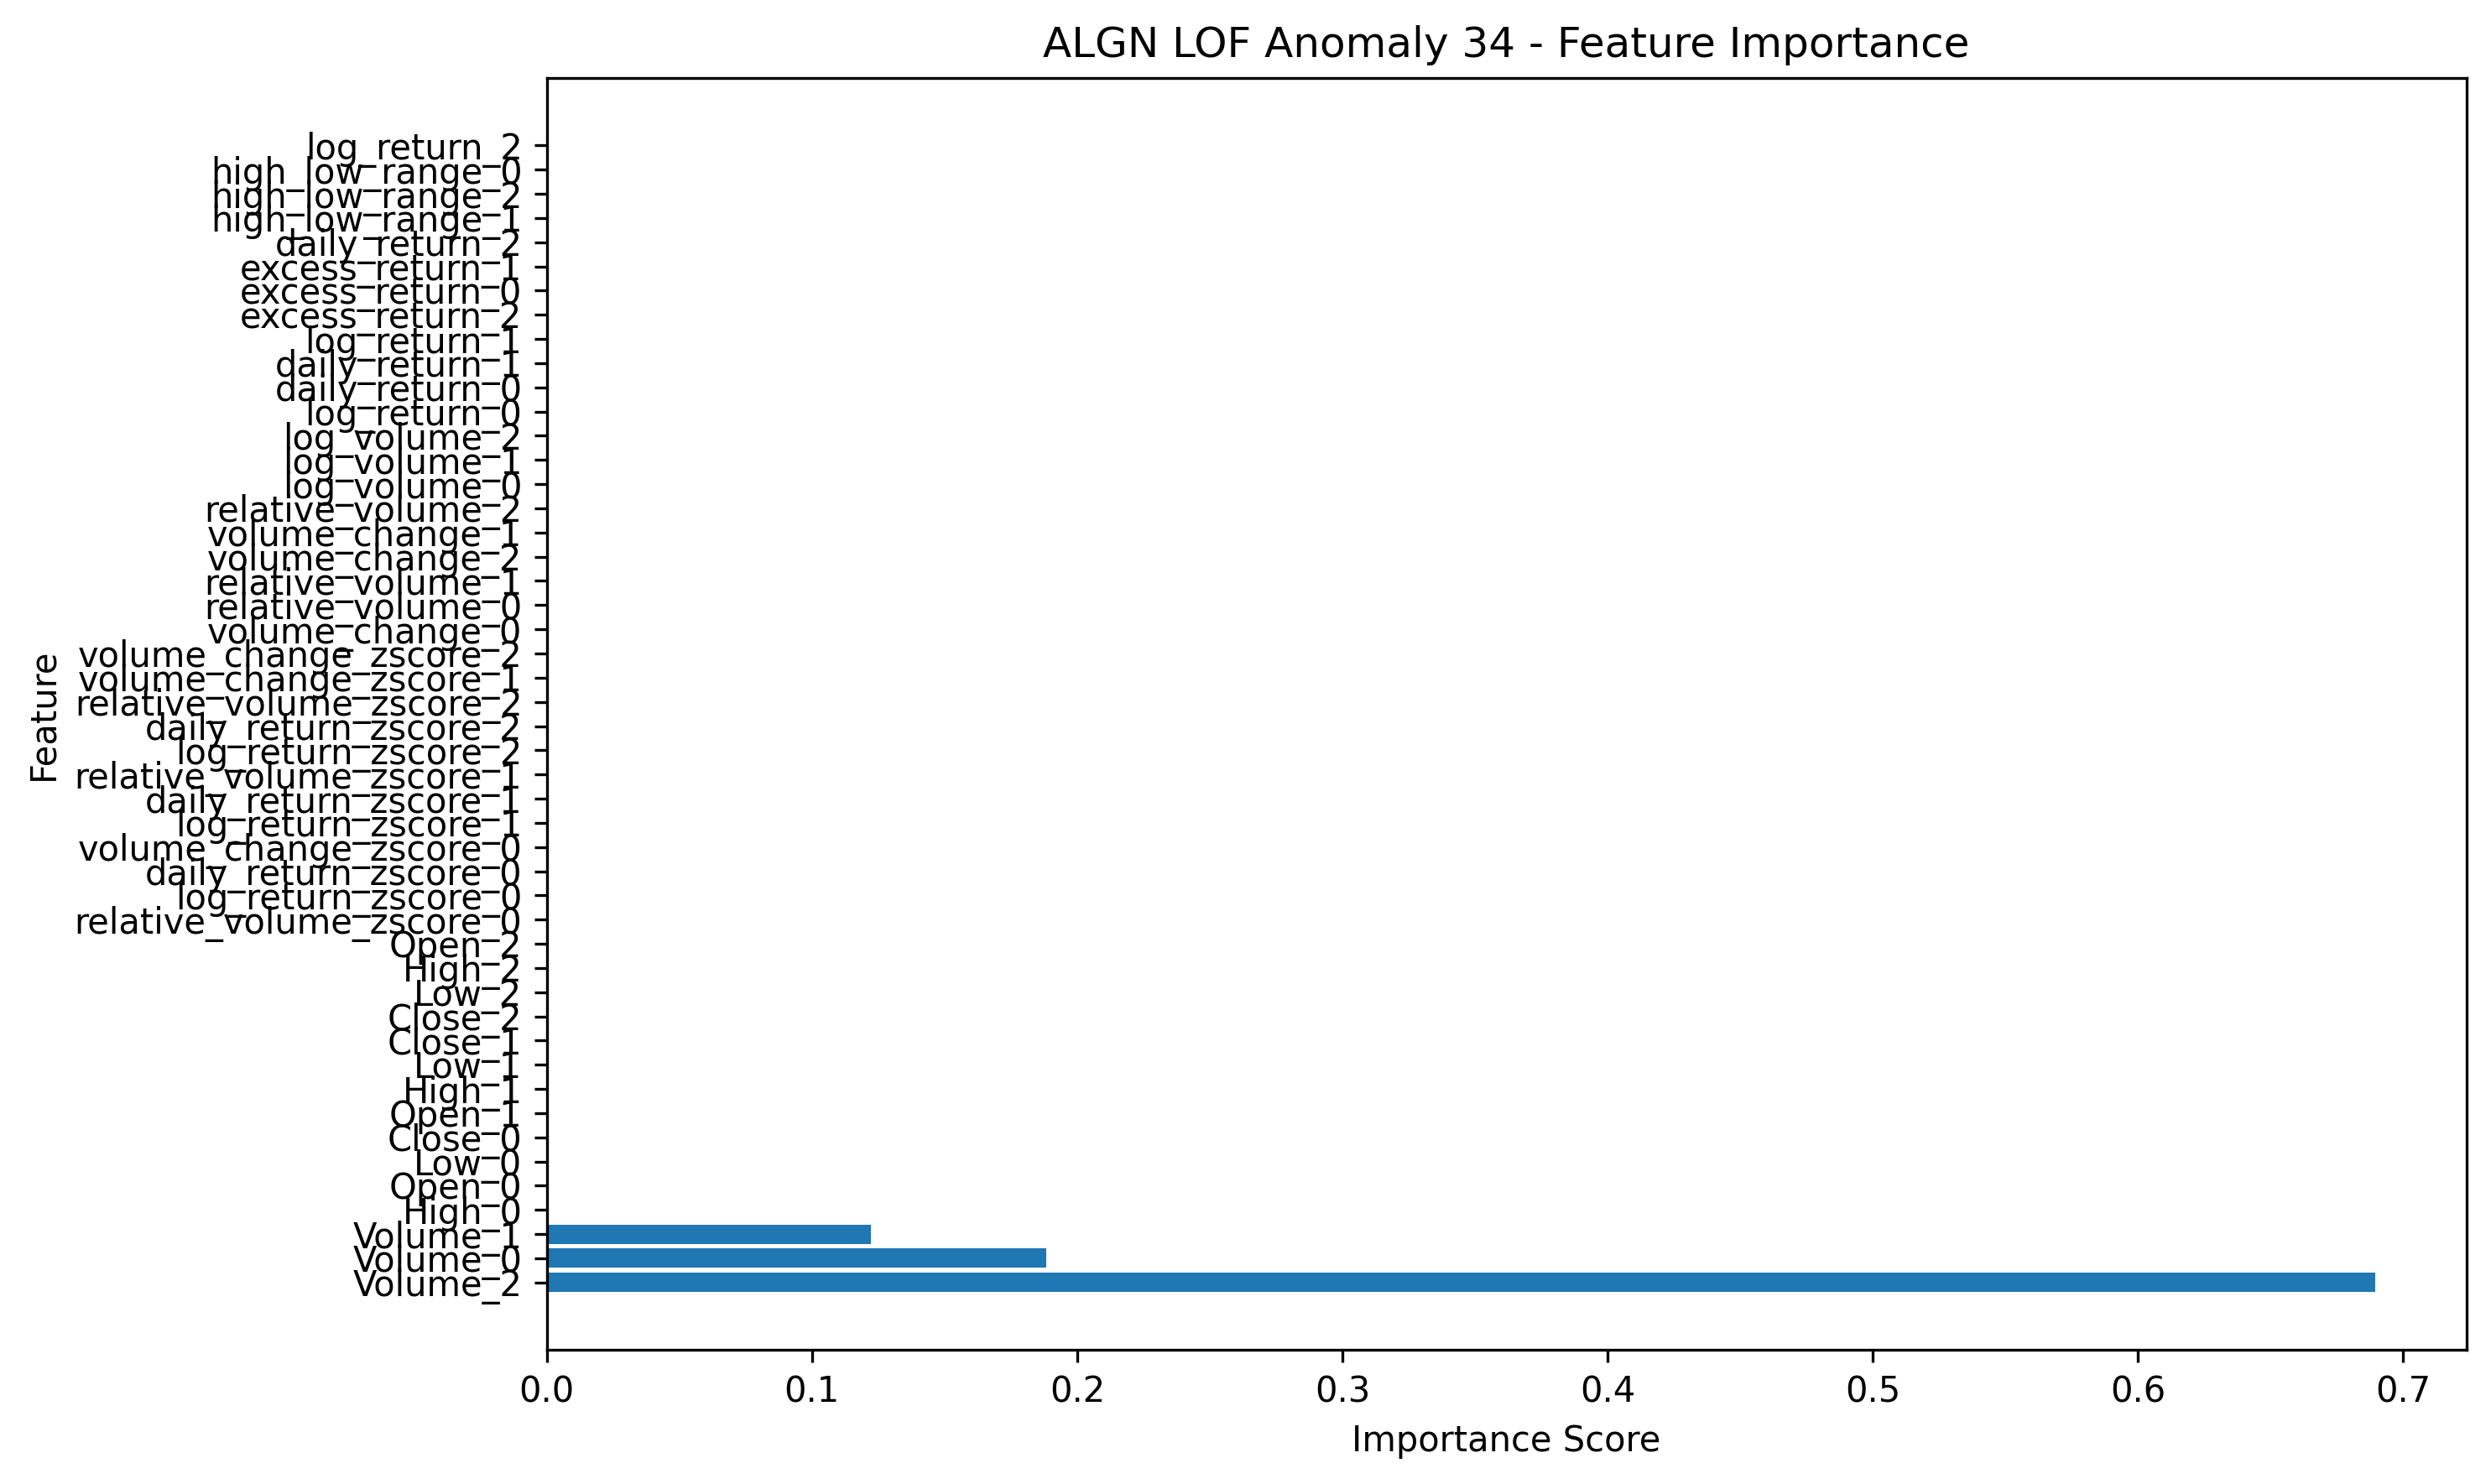 ALGN LOF Anomaly 34 - Feature Importance
log_return_2
high_low_range_0
high_low_range_2
high_low_range_1
daily_return_2
excess_return_1
excess_return_0
excess_return_2
log_return_1
daily_return_1
daily_return_0
log_return_0
log_volume_2
log_volume_1
log_volume_0
relative_volume_2
volume_change_1
volume_change_2
relative_volume_1
relative_volume_0
volume_change_0
volume_change_zscore_2
volume_change_zscore_1
relative_volume_zscore_2
daily_return_zscore_2
log_return_zscore_2
relative_volume_zscore_1
daily_return_zscore_1
log_return_zscore_1
volume_change_zscore_0
daily_return_zscore_0
log_return_zscore_0
relative_volume_zscore_0
Open_2
High_2
Low_2
Close_2
Close_1
Low_1
High_1
Open_1
Close_0
Low_0
Open_0
High_0
Volume_1
Volume_0
Volume_2
Feature
0.0 0.1 0.2 0.3 0.4 0.5 0.6 0.7
Importance Score